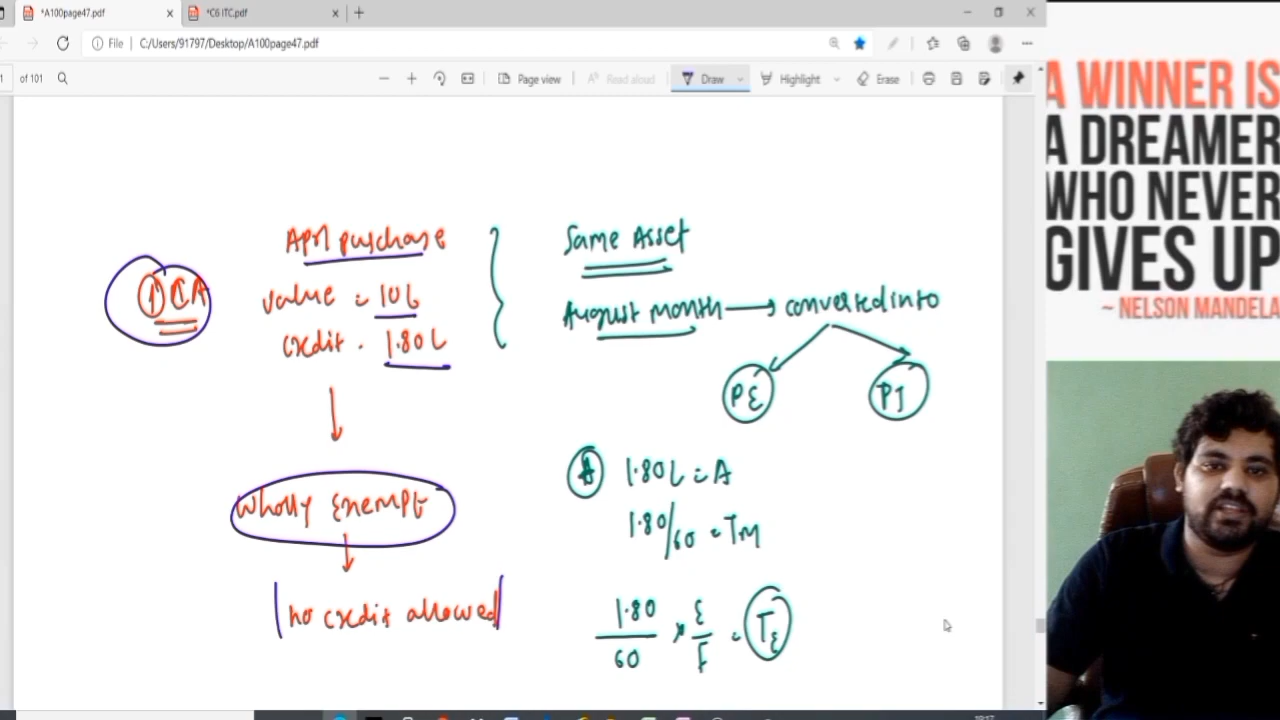 *A100page47.pdf
*C6 ITC.pdf
File
C:/Users/91797/Desktop/A100page47.pdf
1 of 101
Page view
Read aloud
Draw
Highlight
Erase
① CA
April purchase
value = 10L
credit = 1.80L
wholly Exempt
no credit allowed
Same Asset
August month → converted into
PE
PI
A 1.80L = A
1.80/60 = TM
1.80/60 × E/F = TE
A WINNER IS
A DREAMER
WHO NEVER
GIVES UP
~ NELSON MANDELA